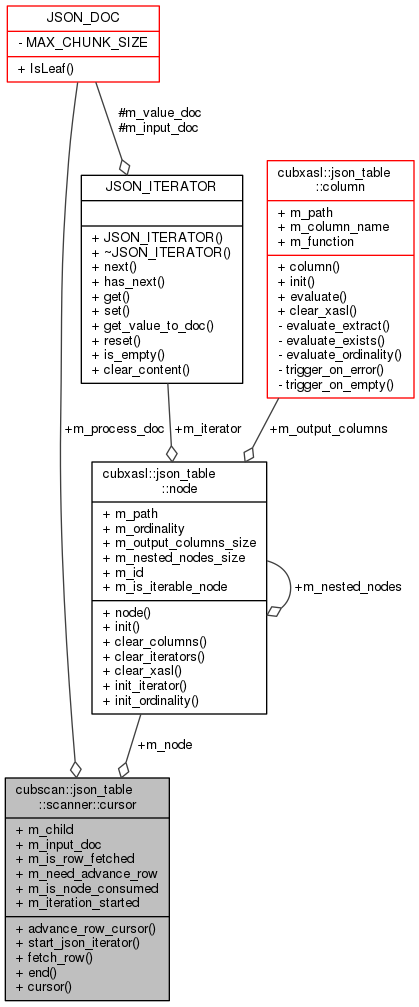 JSON_DOC
- MAX_CHUNK_SIZE
+ IsLeaf()
#m_value_doc
#m_input_doc
JSON_ITERATOR
+ JSON_ITERATOR()
+ ~JSON_ITERATOR()
+ next()
+ has_next()
+ get()
+ set()
+ get_value_to_doc()
+ reset()
+ is_empty()
+ clear_content()
cubxasl::json_table
::column
+ m_path
+ m_column_name
+ m_function
+ column()
+ init()
+ evaluate()
+ clear_xasl()
- evaluate_extract()
- evaluate_exists()
- evaluate_ordinality()
- trigger_on_error()
- trigger_on_empty()
+m_process_doc
+m_iterator
+m_output_columns
cubxasl::json_table
::node
+ m_path
+ m_ordinality
+ m_output_columns_size
+ m_nested_nodes_size
+ m_id
+ m_is_iterable_node
+ node()
+ init()
+ clear_columns()
+ clear_iterators()
+ clear_xasl()
+ init_iterator()
+ init_ordinality()
+m_nested_nodes
+m_node
cubscan::json_table
::scanner::cursor
+ m_child
+ m_input_doc
+ m_is_row_fetched
+ m_need_advance_row
+ m_is_node_consumed
+ m_iteration_started
+ advance_row_cursor()
+ start_json_iterator()
+ fetch_row()
+ end()
+ cursor()